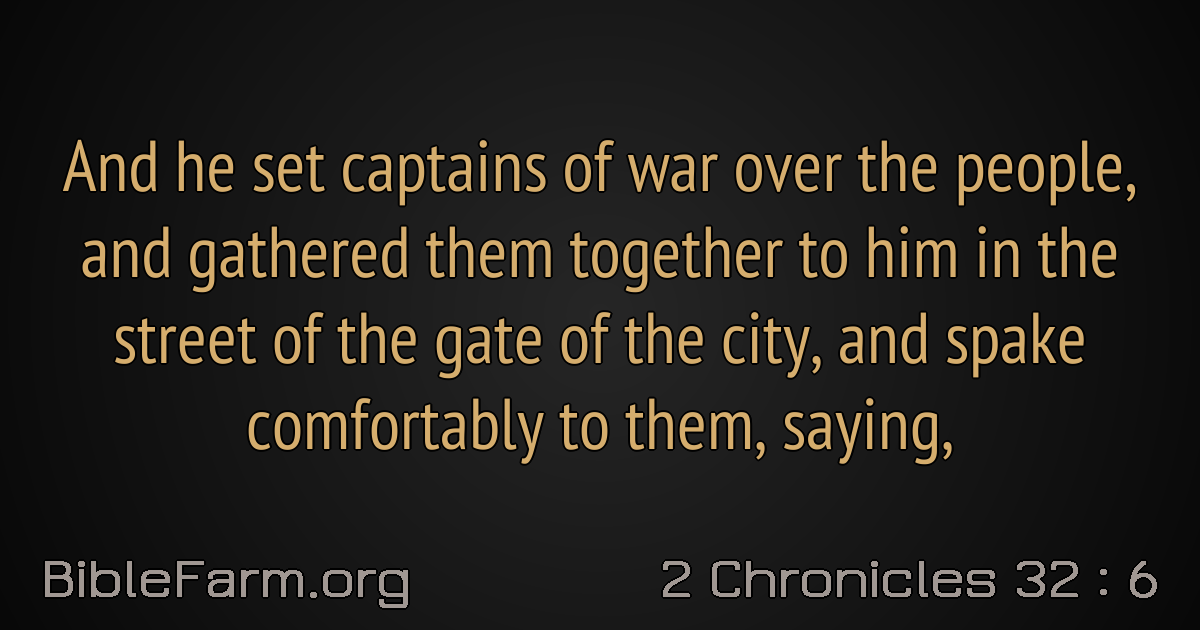 And he set captains of war over the people,
and gathered them together to him in the
street of the gate of the city, and spake
comfortably to them, saying,
BibleFarm.org
2 Chronicles 32 : 6